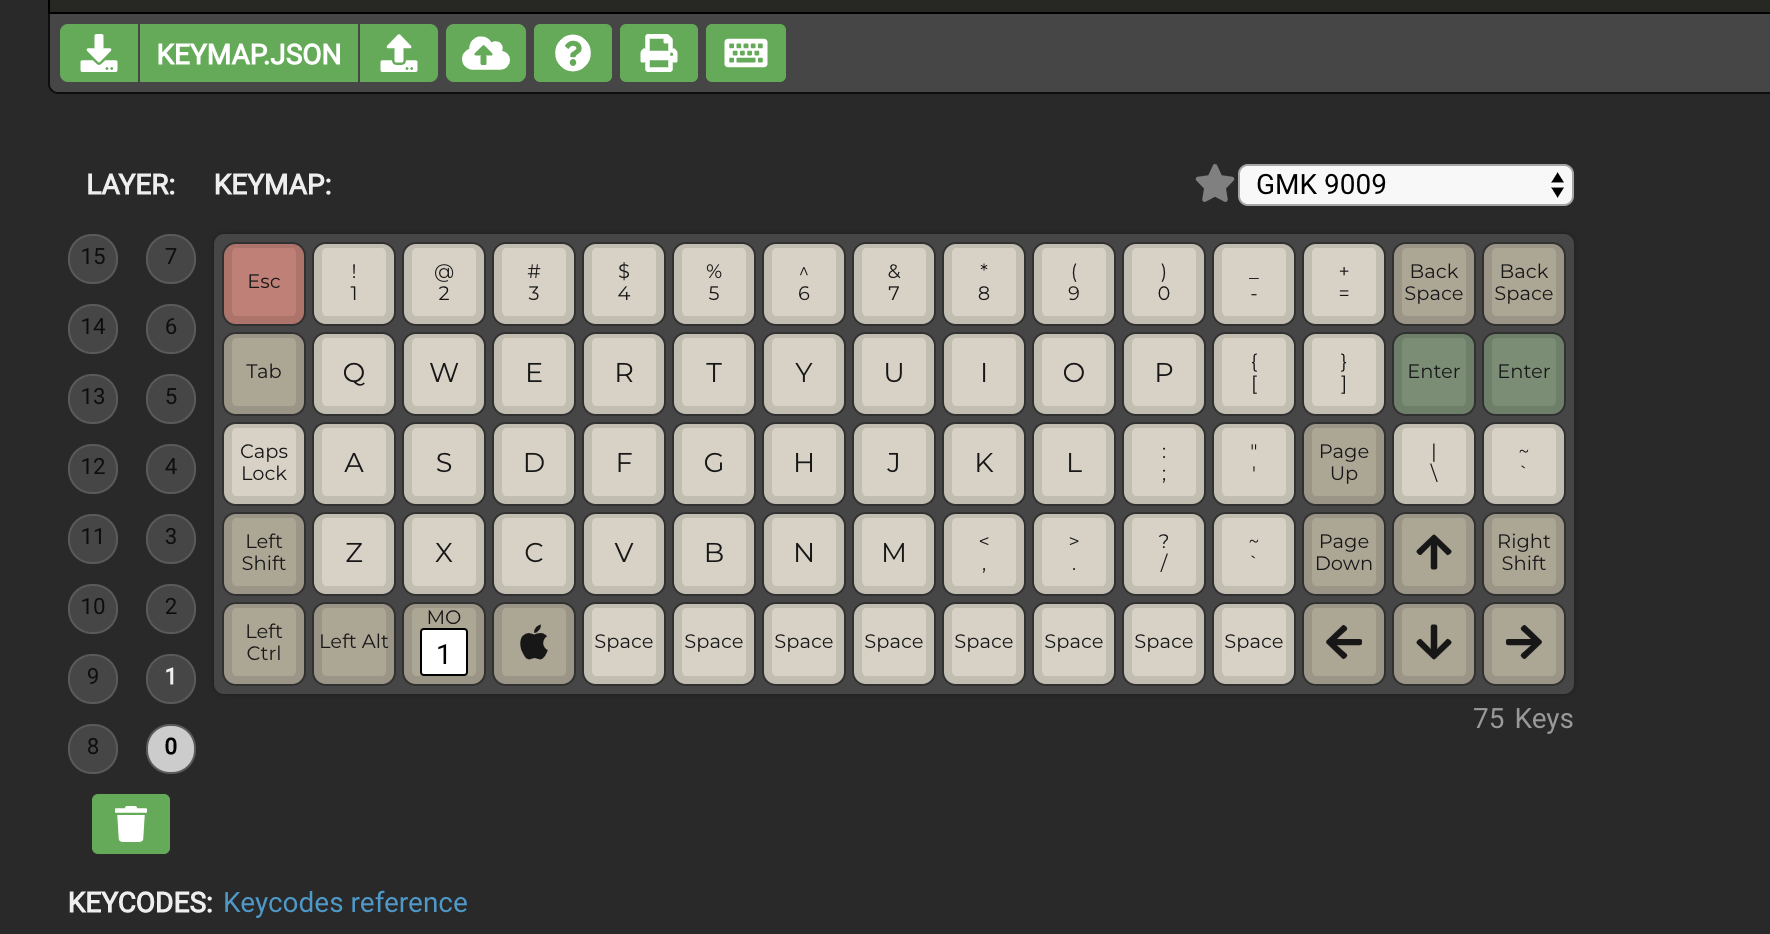 KEYMAP.JSON
LAYER: KEYMAP: GMK 9009
15 7 Esc ! 1 @ 2 # 3 $ 4 % 5 ^ 6 & 7 * 8 ( 9 ) 0 _ - + = Back Space Back Space
14 6 Tab Q W E R T Y U I O P { [ } ] Enter Enter
13 5
12 4 Caps Lock A S D F G H J K L : ; " ' Page Up | \ ~ `
11 3 Left Shift Z X C V B N M < , > . ? / ~ ` Page Down Right Shift
10 2
9 1 Left Ctrl Left Alt MO 1 Space Space Space Space Space Space Space Space
75 Keys
8 0
KEYCODES: Keycodes reference